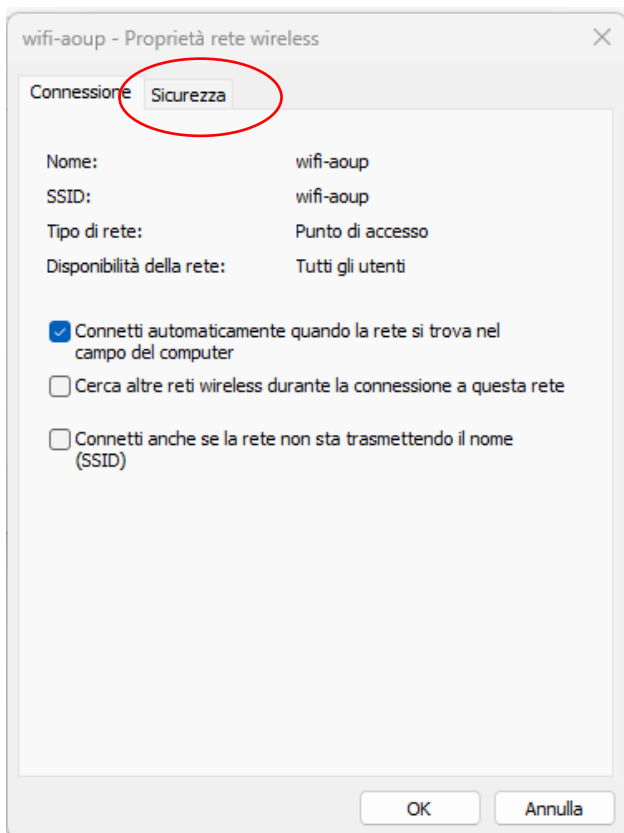 wifi-aoup - Proprietà rete wireless
Connessione Sicurezza
Nome: wifi-aoup
SSID: wifi-aoup
Tipo di rete: Punto di accesso
Disponibilità della rete: Tutti gli utenti
Connetti automaticamente quando la rete si trova nel
campo del computer
Cerca altre reti wireless durante la connessione a questa rete
Connetti anche se la rete non sta trasmettendo il nome
(SSID)
OK Annulla